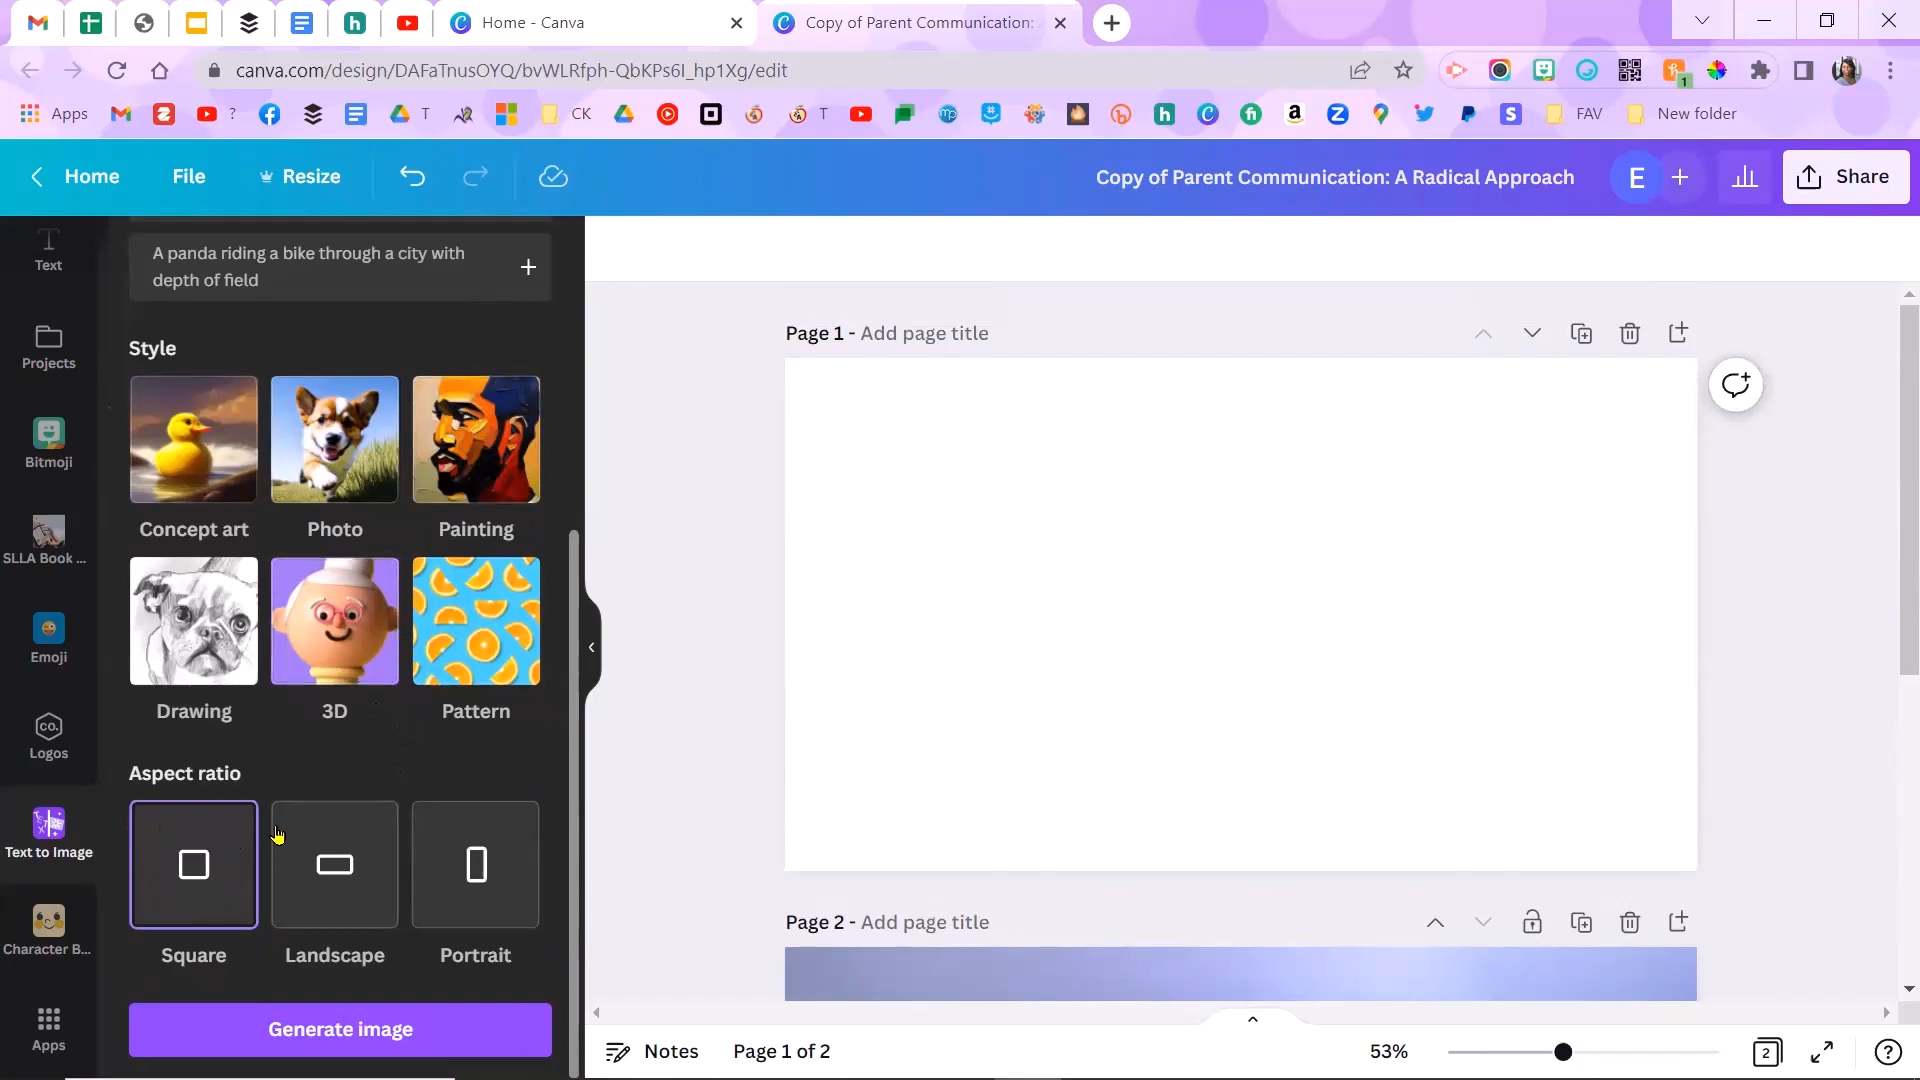 Home - Canva
Copy of Parent Communication:
canva.com/design/DAFaTnusOYQ/bvWLRfph-QbKPs6I_hp1Xg/edit
1
Apps
?
T
CK
T
FAV
New folder
Home
File
Resize
Copy of Parent Communication: A Radical Approach
E
Share
Text
Projects
Bitmoji
SLLA Book ...
Emoji
co.
Logos
Text to Image
Character B...
Apps
A panda riding a bike through a city with
depth of field
Style
Concept art
Photo
Painting
Drawing
3D
Pattern
Aspect ratio
Square
Landscape
Portrait
Generate image
Page 1 - Add page title
Page 2 - Add page title
Notes
Page 1 of 2
53%
2